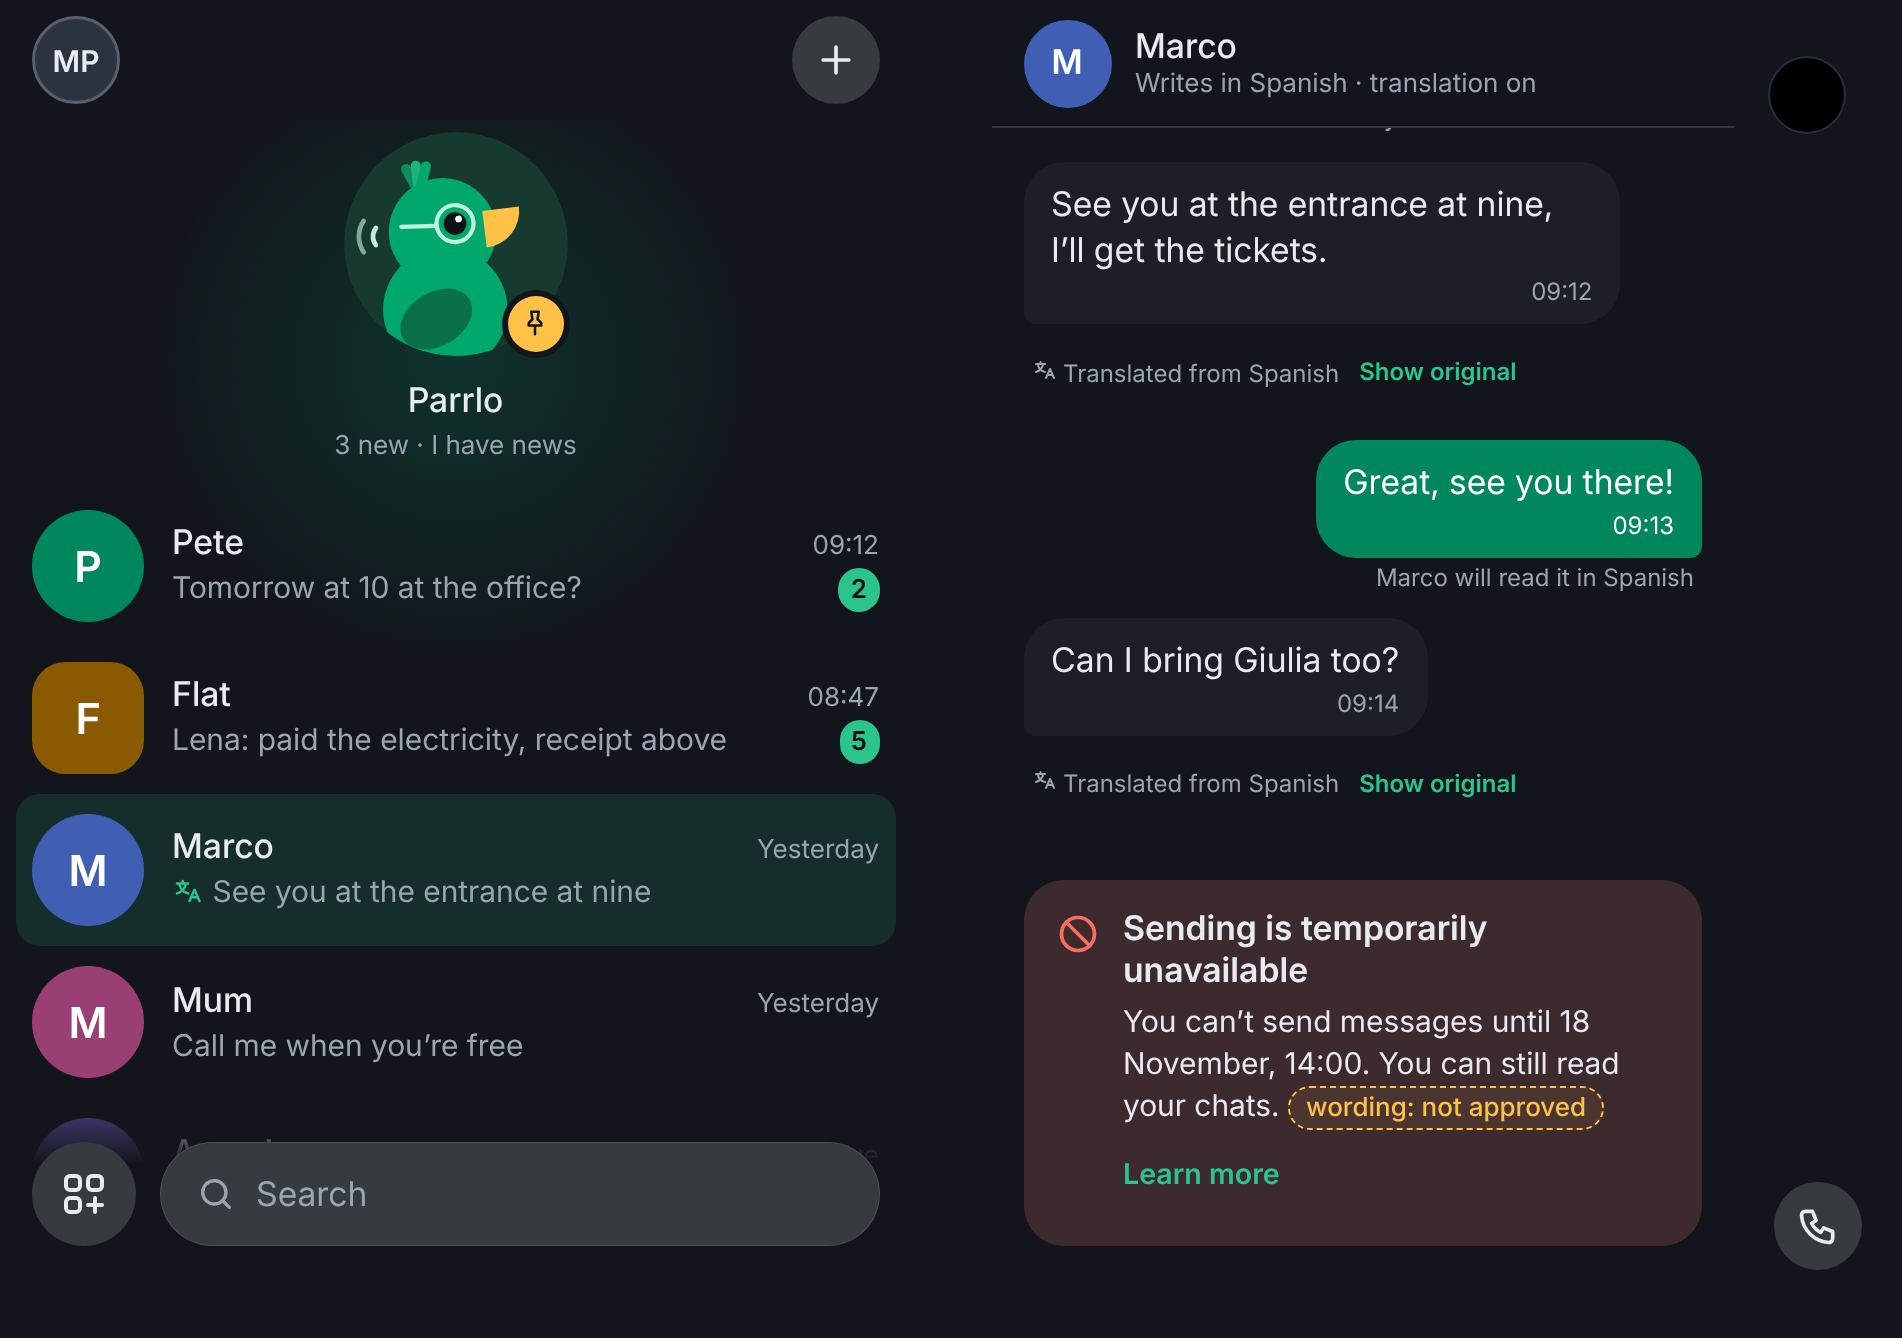 MP
Parrlo
3 new · I have news
P
Pete
09:12
Tomorrow at 10 at the office?
2
F
Flat
08:47
Lena: paid the electricity, receipt above
5
M
Marco
Yesterday
See you at the entrance at nine
M
Mum
Yesterday
Call me when you’re free
Search
M
Marco
Writes in Spanish · translation on
See you at the entrance at nine,
I’ll get the tickets.
09:12
Translated from Spanish Show original
Great, see you there!
09:13
Marco will read it in Spanish
Can I bring Giulia too?
09:14
Translated from Spanish Show original
Sending is temporarily
unavailable
You can’t send messages until 18
November, 14:00. You can still read
your chats. wording: not approved
Learn more